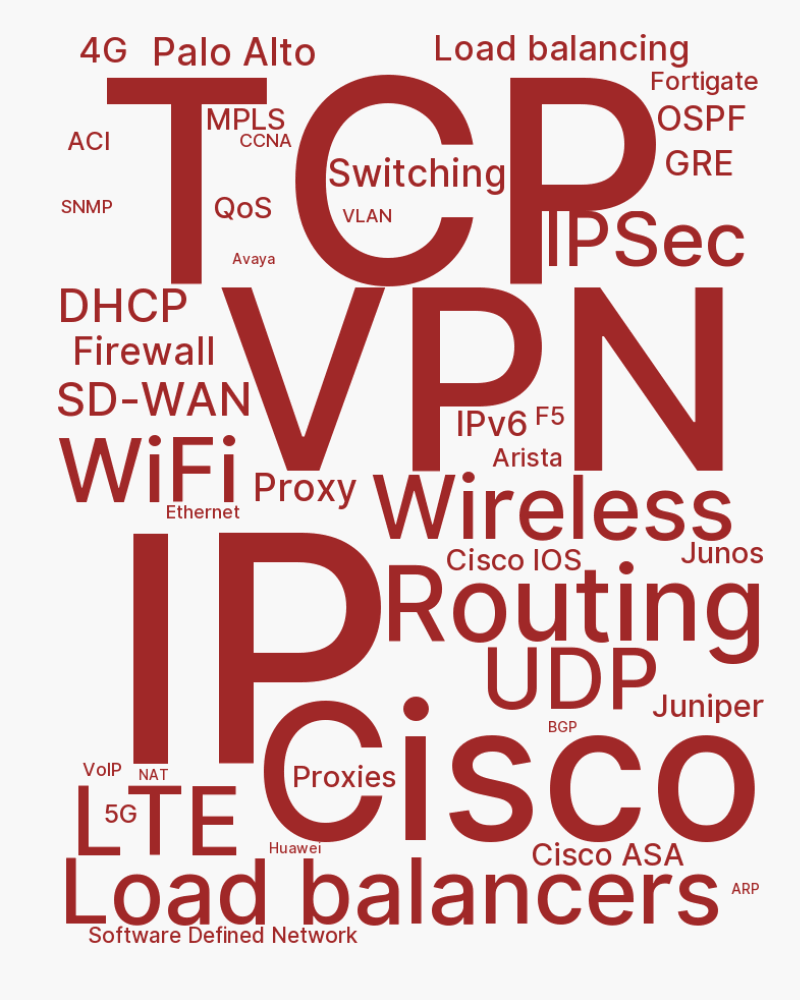 4G
Palo Alto
Load balancing
Fortigate
TCP
MPLS
OSPF
ACI
CCNA
GRE
Switching
SNMP
QoS
VLAN
IPSec
Avaya
DHCP
VPN
Firewall
SD-WAN
IPv6
F5
Arista
WiFi
Proxy
Wireless
Ethernet
Cisco IOS
Junos
IP
Routing
UDP
Juniper
BGP
Cisco
VoIP
NAT
Proxies
LTE
5G
Huawei
Cisco ASA
Load balancers
ARP
Software Defined Network